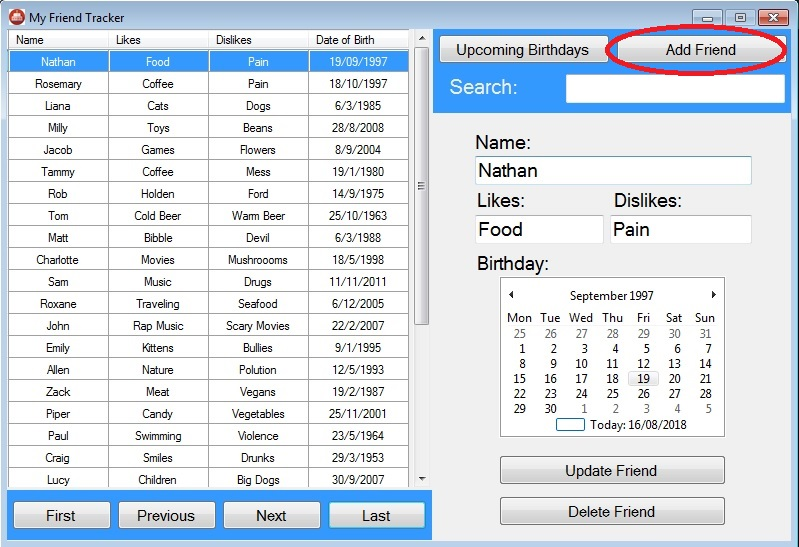 My Friend Tracker
Name Likes Dislikes Date of Birth
Nathan Food Pain 19/09/1997
Rosemary Coffee Pain 18/10/1997
Liana Cats Dogs 6/3/1985
Milly Toys Beans 28/8/2008
Jacob Games Flowers 8/9/2004
Tammy Coffee Mess 19/1/1980
Rob Holden Ford 14/9/1975
Tom Cold Beer Warm Beer 25/10/1963
Matt Bibble Devil 6/3/1988
Charlotte Movies Mushroooms 18/5/1998
Sam Music Drugs 11/11/2011
Roxane Traveling Seafood 6/12/2005
John Rap Music Scary Movies 22/2/2007
Emily Kittens Bullies 9/1/1995
Allen Nature Polution 12/5/1993
Zack Meat Vegans 19/2/1987
Piper Candy Vegetables 25/11/2001
Paul Swimming Violence 23/5/1964
Craig Smiles Drunks 29/3/1953
Lucy Children Big Dogs 30/9/2007
First Previous Next Last
Upcoming Birthdays Add Friend
Search:
Name:
Nathan
Likes: Dislikes:
Food Pain
Birthday:
September 1997
Mon Tue Wed Thu Fri Sat Sun
25 26 27 28 29 30 31
1 2 3 4 5 6 7
8 9 10 11 12 13 14
15 16 17 18 19 20 21
22 23 24 25 26 27 28
29 30 1 2 3 4 5
Today: 16/08/2018
Update Friend
Delete Friend